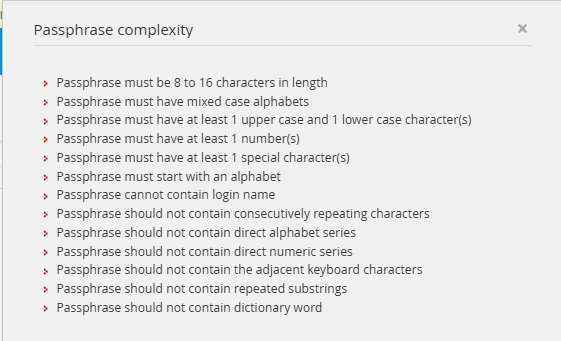 Passphrase complexity
×
Passphrase must be 8 to 16 characters in length
Passphrase must have mixed case alphabets
Passphrase must have at least 1 upper case and 1 lower case character(s)
Passphrase must have at least 1 number(s)
Passphrase must have at least 1 special character(s)
Passphrase must start with an alphabet
Passphrase cannot contain login name
Passphrase should not contain consecutively repeating characters
Passphrase should not contain direct alphabet series
Passphrase should not contain direct numeric series
Passphrase should not contain the adjacent keyboard characters
Passphrase should not contain repeated substrings
Passphrase should not contain dictionary word